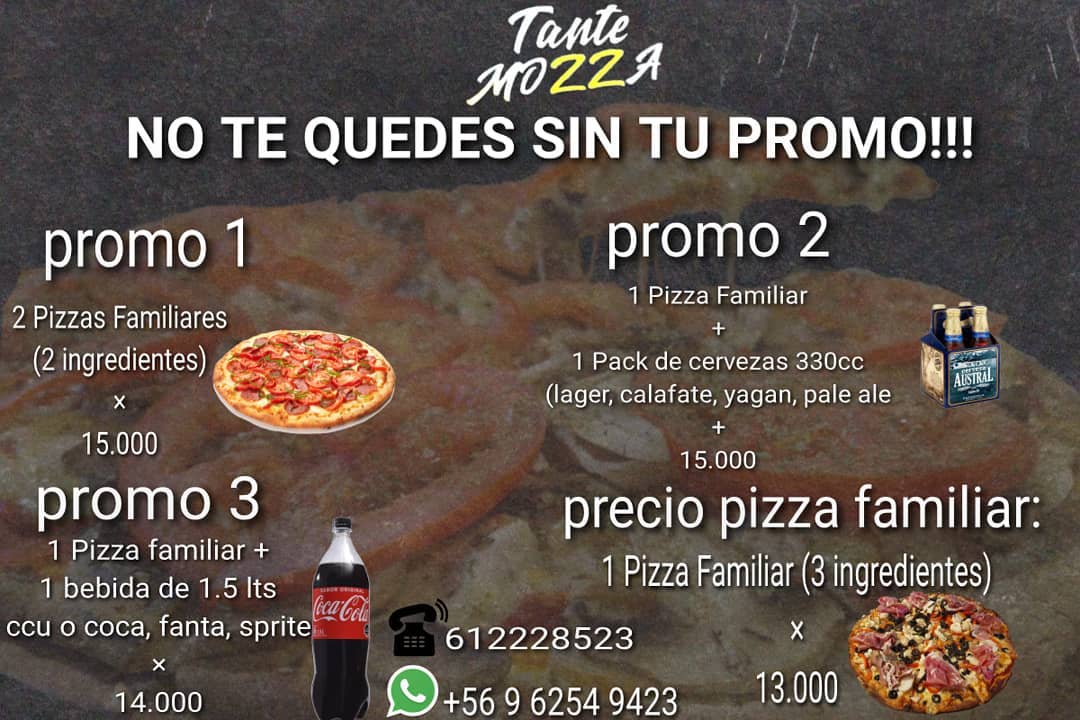 Tante
MOZZA
NO TE QUEDES SIN TU PROMO!!!
promo 1
2 Pizzas Familiares
(2 ingredientes)
x
15.000
promo 2
1 Pizza Familiar
+
1 Pack de cervezas 330cc
(lager, calafate, yagan, pale ale
+
15.000
CERVEZA
AUSTRAL
promo 3
1 Pizza familiar +
1 bebida de 1.5 lts
ccu o coca, fanta, sprite
x
14.000
SABOR ORIGINAL
Coca-Cola
precio pizza familiar:
1 Pizza Familiar (3 ingredientes)
x
13.000
612228523
+56 9 6254 9423